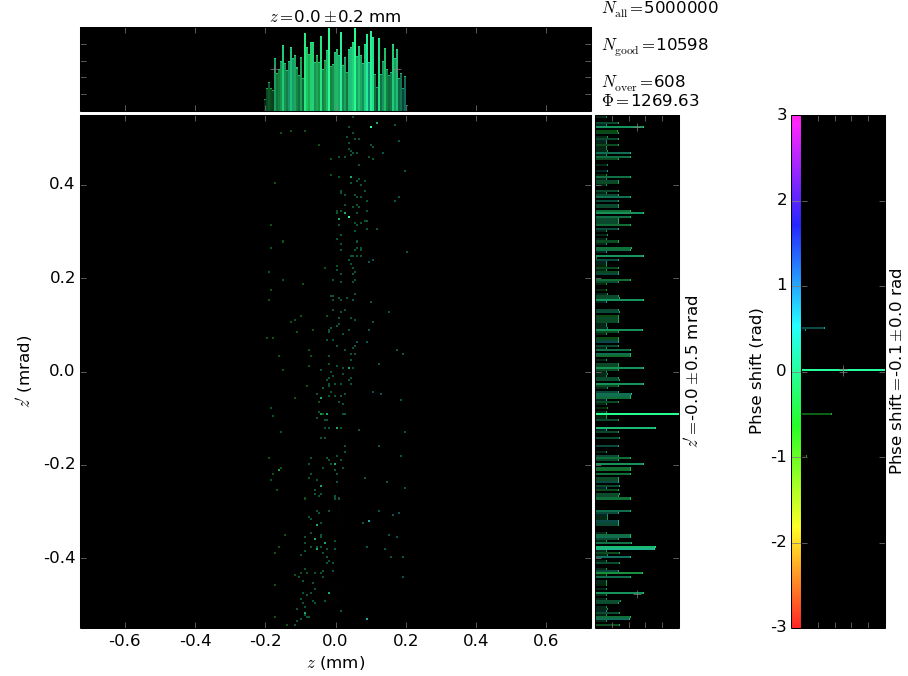 z=0.0 ± 0.2 mm
N_all=5000000
N_good=10598
N_over=608
Φ=1269.63
0.4
0.2
0.0
-0.2
-0.4
z′ (mrad)
-0.6
-0.4
-0.2
0.0
0.2
0.4
0.6
z (mm)
z′=-0.0 ± 0.5 mrad
3
2
1
0
-1
-2
-3
Phse shift (rad)
Phse shift=-0.1 ± 0.0 rad